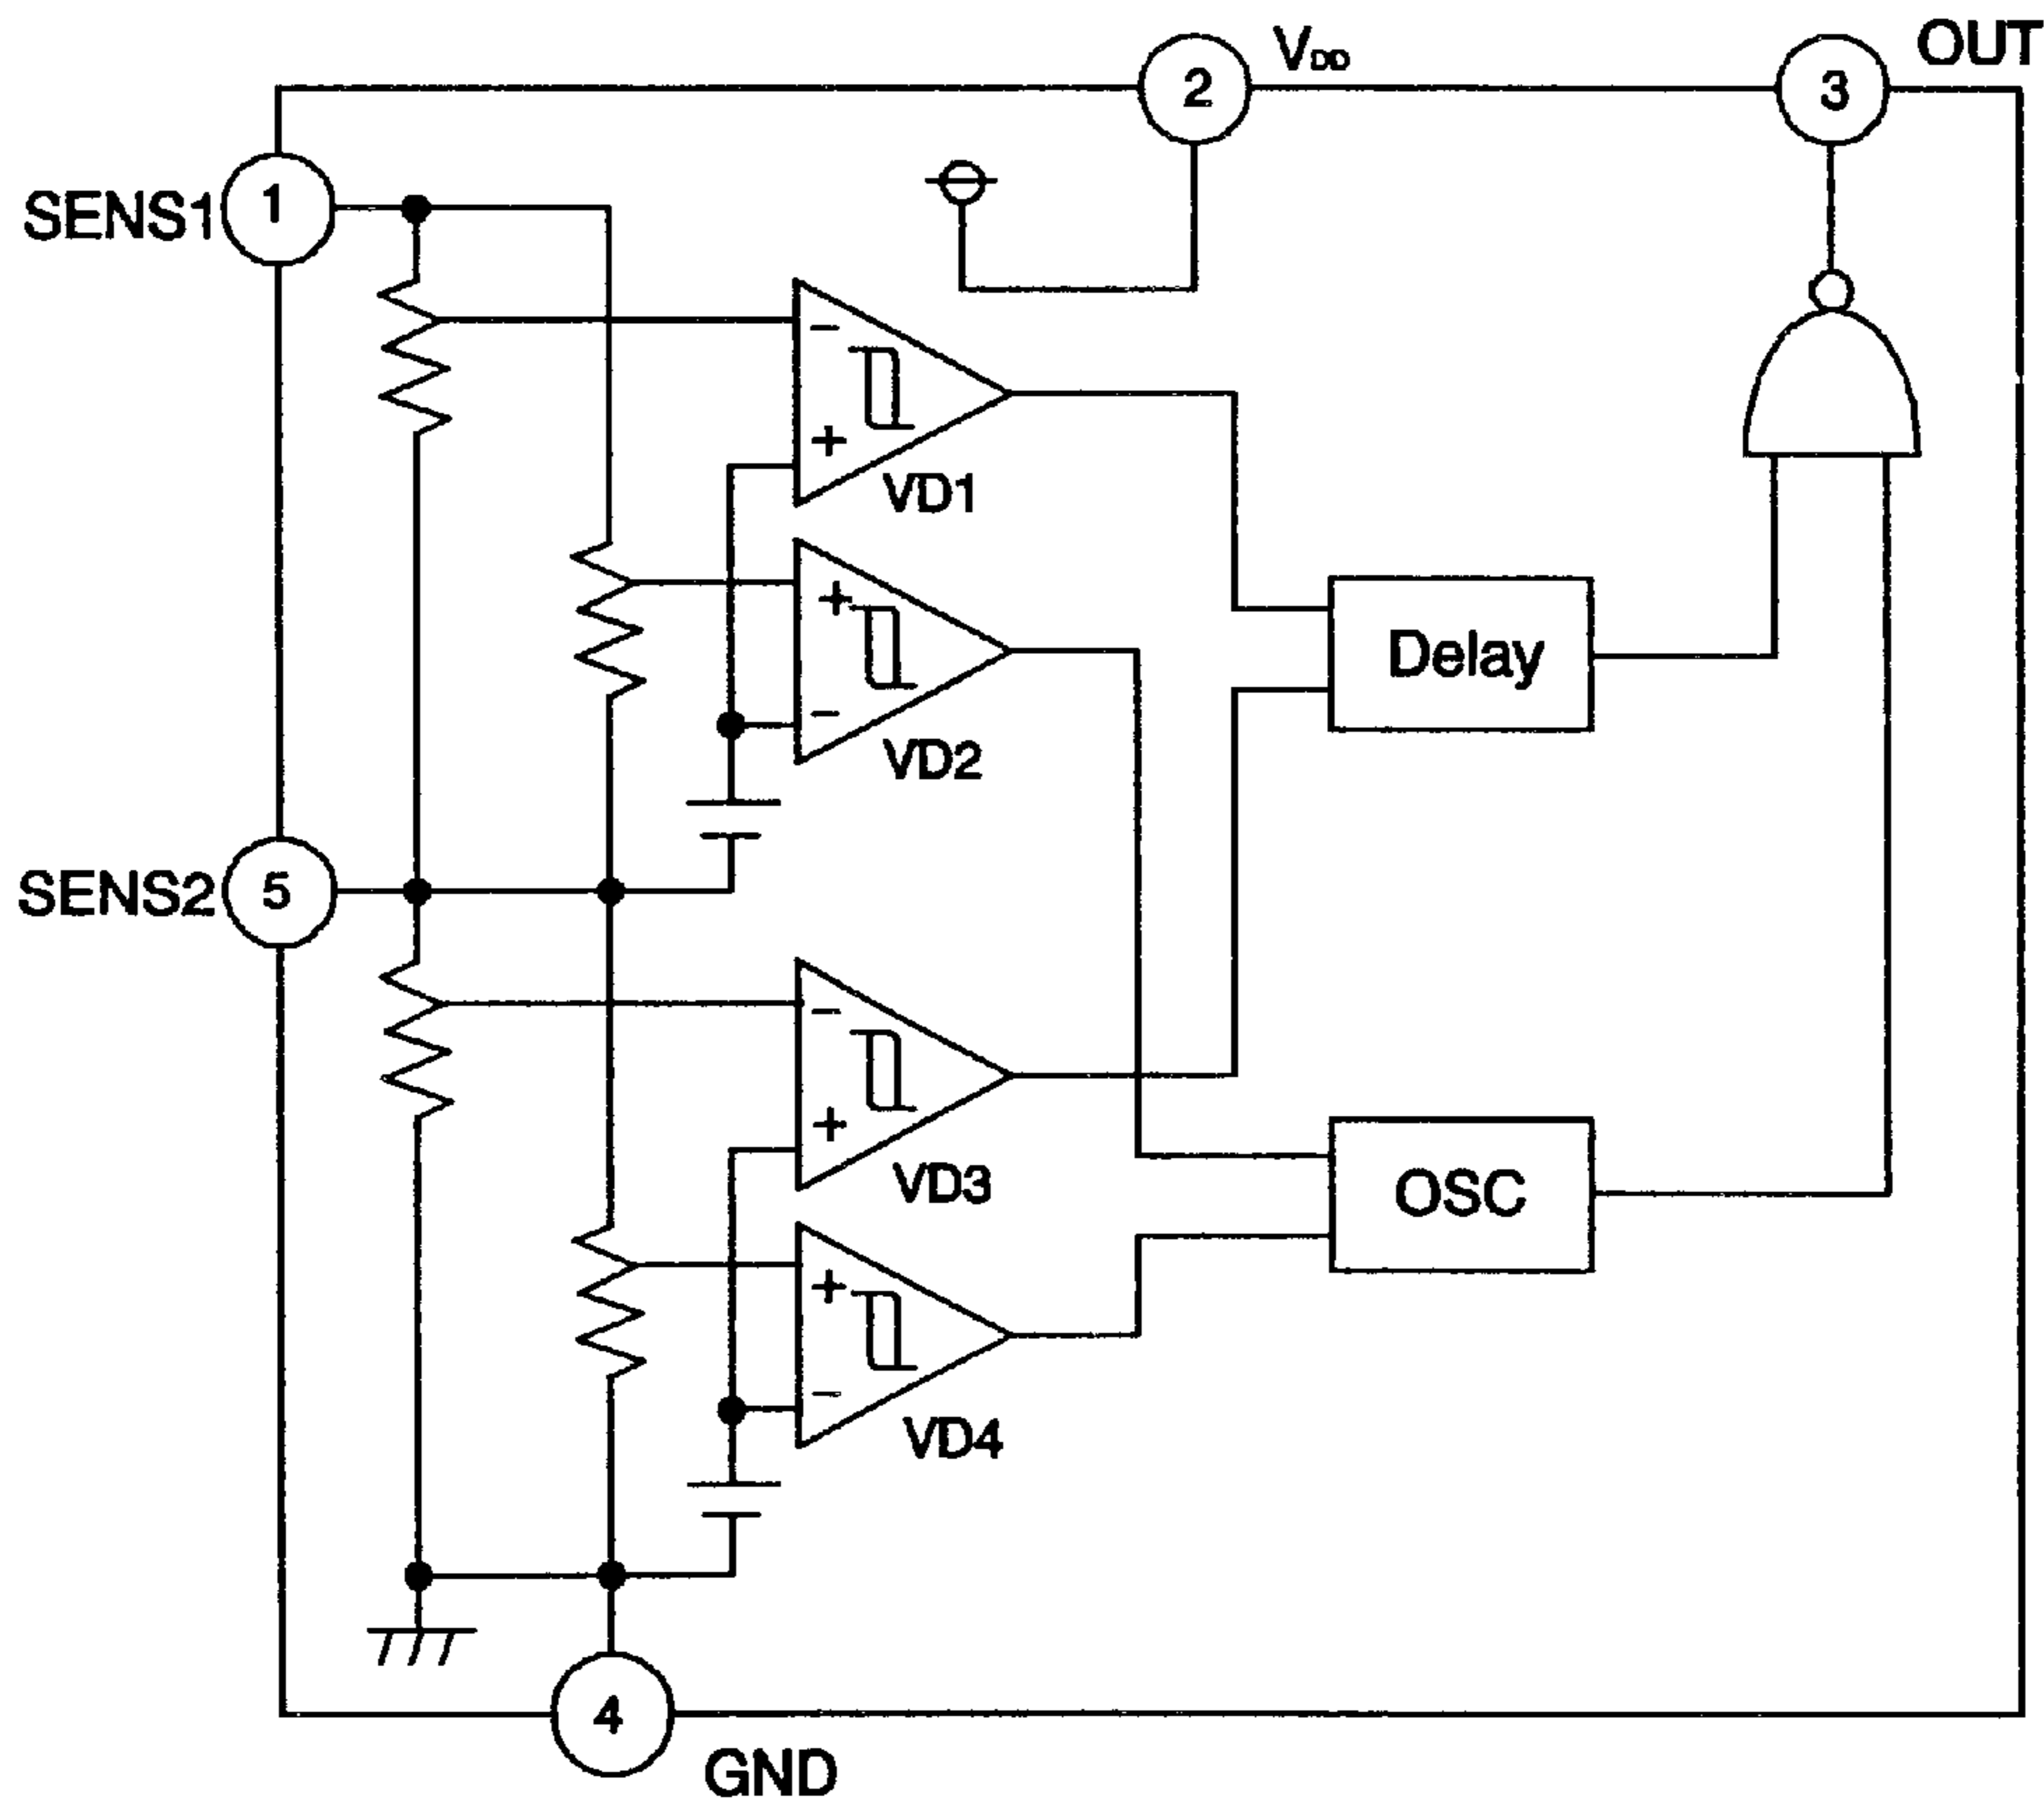 2
VDD
3
OUT
SENS1
1
−
+
VD1
+
−
VD2
Delay
SENS2
5
−
+
VD3
OSC
+
−
VD4
4
GND